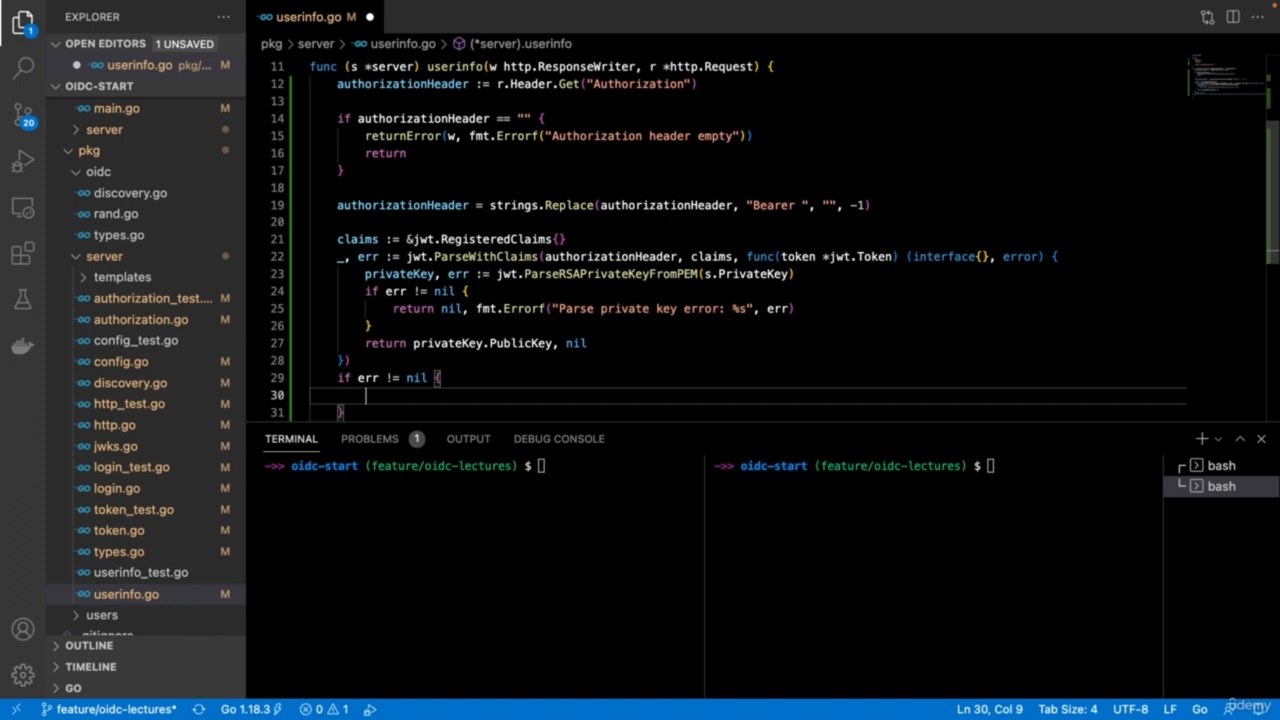 EXPLORER
OPEN EDITORS 1 UNSAVED
userinfo.go pkg/... M
OIDC-START
main.go M
server
pkg
oidc
discovery.go
rand.go
types.go
server
templates
authorization_test.... M
authorization.go M
config_test.go
config.go M
discovery.go M
http_test.go M
http.go M
jwks.go M
login_test.go M
login.go M
token_test.go M
token.go M
types.go M
userinfo_test.go
userinfo.go M
users
.gitignore
OUTLINE
TIMELINE
GO
1
20
userinfo.go M
pkg > server > userinfo.go > (*server).userinfo
11 func (s *server) userinfo(w http.ResponseWriter, r *http.Request) {
12 authorizationHeader := r.Header.Get("Authorization")
13
14 if authorizationHeader == "" {
15 returnError(w, fmt.Errorf("Authorization header empty"))
16 return
17 }
18
19 authorizationHeader = strings.Replace(authorizationHeader, "Bearer ", "", -1)
20
21 claims := &jwt.RegisteredClaims{}
22 _, err := jwt.ParseWithClaims(authorizationHeader, claims, func(token *jwt.Token) (interface{}, error) {
23 privateKey, err := jwt.ParseRSAPrivateKeyFromPEM(s.PrivateKey)
24 if err != nil {
25 return nil, fmt.Errorf("Parse private key error: %s", err)
26 }
27 return privateKey.PublicKey, nil
28 })
29 if err != nil {
30
31 }
TERMINAL PROBLEMS 1 OUTPUT DEBUG CONSOLE
->> oidc-start (feature/oidc-lectures) $
->> oidc-start (feature/oidc-lectures) $
bash
bash
feature/oidc-lectures* Go 1.18.3 0 1 Ln 30, Col 9 Tab Size: 4 UTF-8 LF Go
udemy